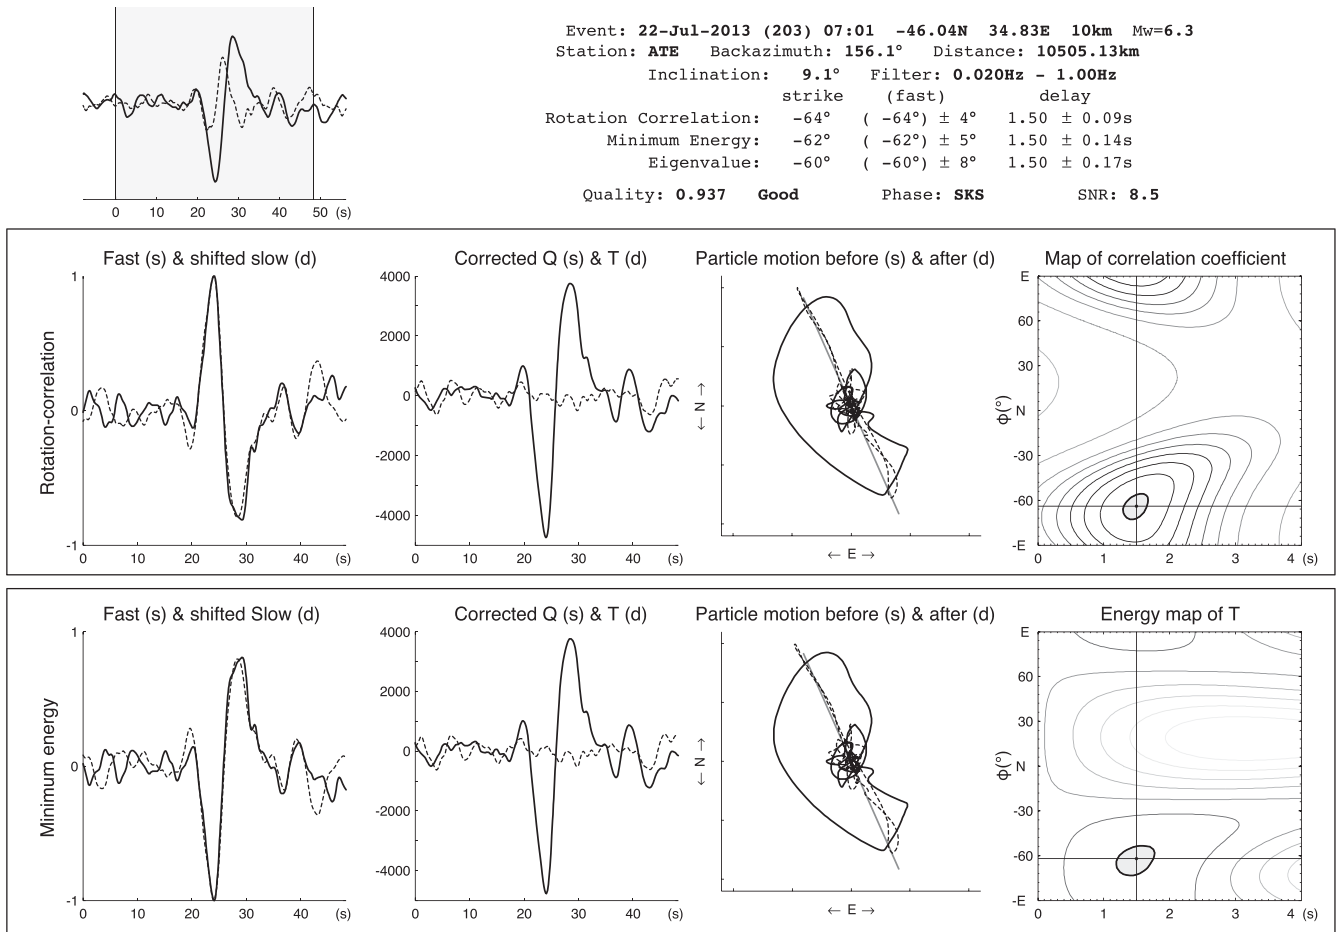 Event: 22-Jul-2013 (203) 07:01 -46.04N 34.83E 10km Mw=6.3
Station: ATE Backazimuth: 156.1° Distance: 10505.13km
Inclination: 9.1° Filter: 0.020Hz - 1.00Hz
strike (fast) delay
Rotation Correlation: -64° ( -64°) ± 4° 1.50 ± 0.09s
Minimum Energy: -62° ( -62°) ± 5° 1.50 ± 0.14s
Eigenvalue: -60° ( -60°) ± 8° 1.50 ± 0.17s
Quality: 0.937 Good Phase: SKS SNR: 8.5
0 10 20 30 40 50 (s)
Rotation-correlation
Fast (s) & shifted slow (d)
1
0
-1
0 10 20 30 40 (s)
Corrected Q (s) & T (d)
4000
2000
0
-2000
-4000
0 10 20 30 40
Particle motion before (s) & after (d)
← N →
← E →
Map of correlation coefficient
E
60
30
N
-30
-60
-E
ϕ(°)
0 1 2 3 4 (s)
Minimum energy
Fast (s) & shifted Slow (d)
1
0
-1
0 10 20 30 40 (s)
Corrected Q (s) & T (d)
4000
2000
0
-2000
-4000
0 10 20 30 40 (s)
Particle motion before (s) & after (d)
← N →
← E →
Energy map of T
E
60
30
N
-30
-60
-E
ϕ(°)
0 1 2 3 4 (s)